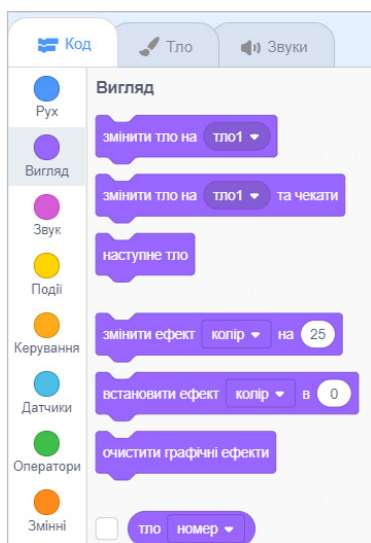 Код Тло Звуки
Рух
Вигляд
Звук
Події
Керування
Датчики
Оператори
Змінні
Вигляд
змінити тло на тло1
змінити тло на тло1 та чекати
наступне тло
змінити ефект колір на 25
встановити ефект колір в 0
очистити графічні ефекти
тло номер